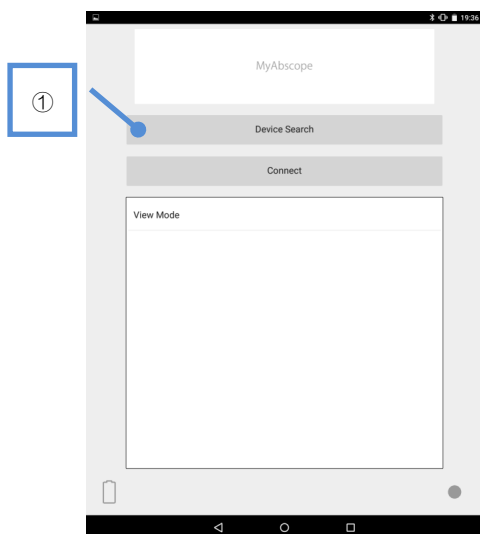 19:36
①
MyAbscope
Device Search
Connect
View Mode